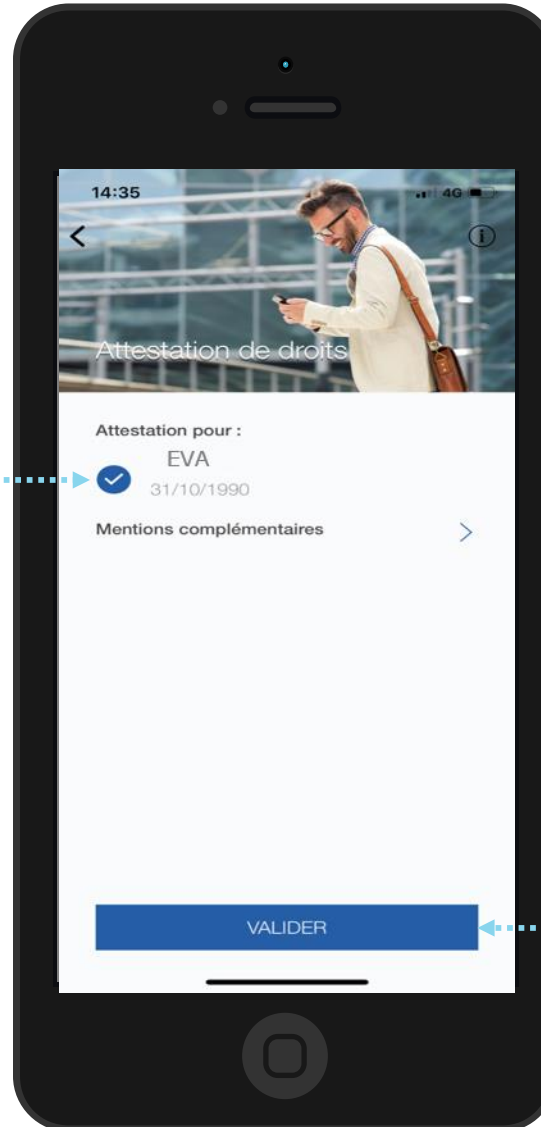 14:35
4G
Attestation de droits
Attestation pour :
EVA
31/10/1990
Mentions complémentaires
VALIDER